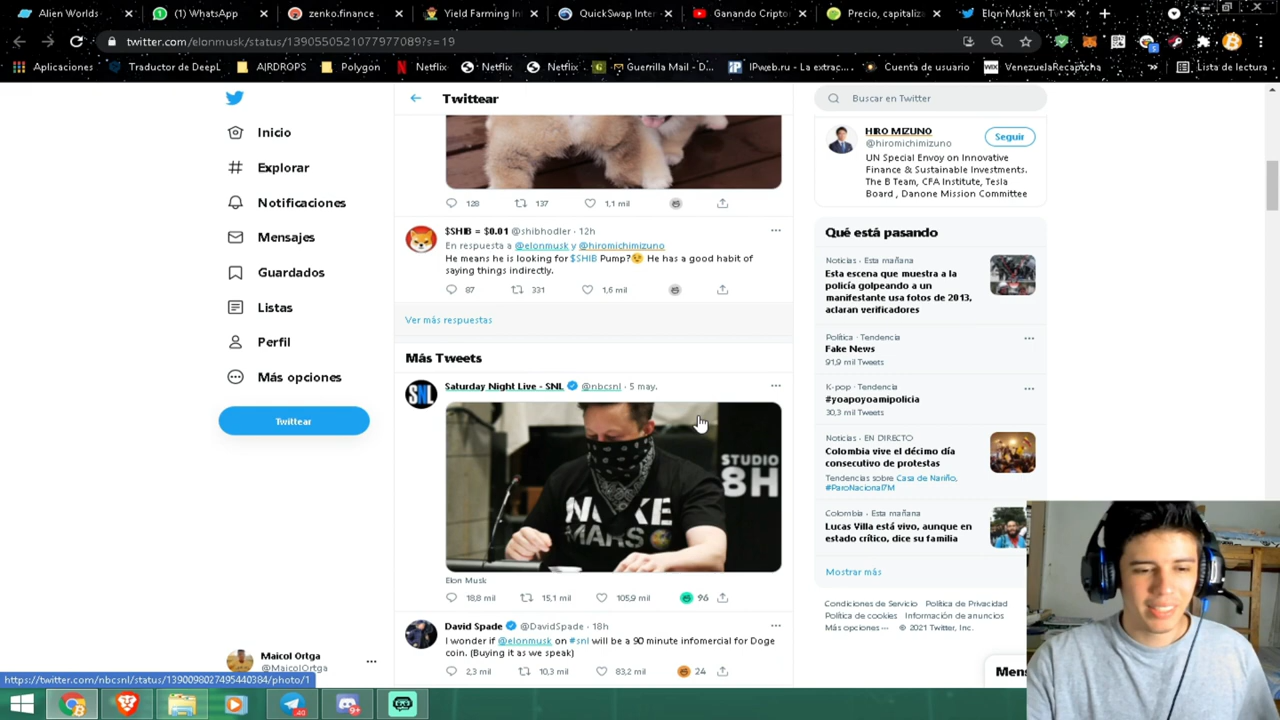 Alien Worlds
(1) WhatsApp
zenko.finance
Yield Farming In
QuickSwap Inter
Ganando Cripto
Precio, capitaliza
Elon Musk en Tw
twitter.com/elonmusk/status/1390550521077977089?s=19
Aplicaciones
Traductor de DeepL
AIRDROPS
Polygon
Netflix
Netflix
Netflix
Guerrilla Mail - D...
IPweb.ru - La extrac...
Cuenta de usuario
VenezuelaRecaptcha
Lista de lectura
Inicio
Explorar
Notificaciones
Mensajes
Guardados
Listas
Perfil
Más opciones
Twittear
Maicol Ortga
@MaicolOrtga
Twittear
128 137 1,1 mil
$SHIB = $0.01 @shibhodler · 12h
En respuesta a @elonmusk y @hiromichimizuno
He means he is looking for $SHIB Pump?😉 He has a good habit of
saying things indirectly.
87 331 1,6 mil
Ver más respuestas
Más Tweets
SNL
Saturday Night Live - SNL @nbcsnl · 5 may.
STUDIO
8H
MARS
Elon Musk
18,8 mil 15,1 mil 105,9 mil 96
David Spade @DavidSpade · 18h
I wonder if @elonmusk on #snl will be a 90 minute infomercial for Doge
coin. (Buying it as we speak)
2,3 mil 10,3 mil 83,2 mil 24
Buscar en Twitter
HIRO MIZUNO
@hiromichimizuno
Seguir
UN Special Envoy on Innovative
Finance & Sustainable Investments.
The B Team, CFA Institute, Tesla
Board , Danone Mission Committee
Qué está pasando
Noticias · Esta mañana
Esta escena que muestra a la
policía golpeando a un
manifestante usa fotos de 2013,
aclaran verificadores
Política · Tendencia
Fake News
91,9 mil Tweets
K-pop · Tendencia
#yoapoyoamipolicia
30,3 mil Tweets
Noticias · EN DIRECTO
Colombia vive el décimo día
consecutivo de protestas
Tendencias sobre Casa de Nariño,
#ParoNacional7M
Colombia · Esta mañana
Lucas Villa está vivo, aunque en
estado crítico, dice su familia
Mostrar más
Condiciones de Servicio Política de Privacidad
Política de cookies Información de anuncios
Más opciones ··· © 2021 Twitter, Inc.
Mens
https://twitter.com/nbcsnl/status/1390098027495440384/photo/1